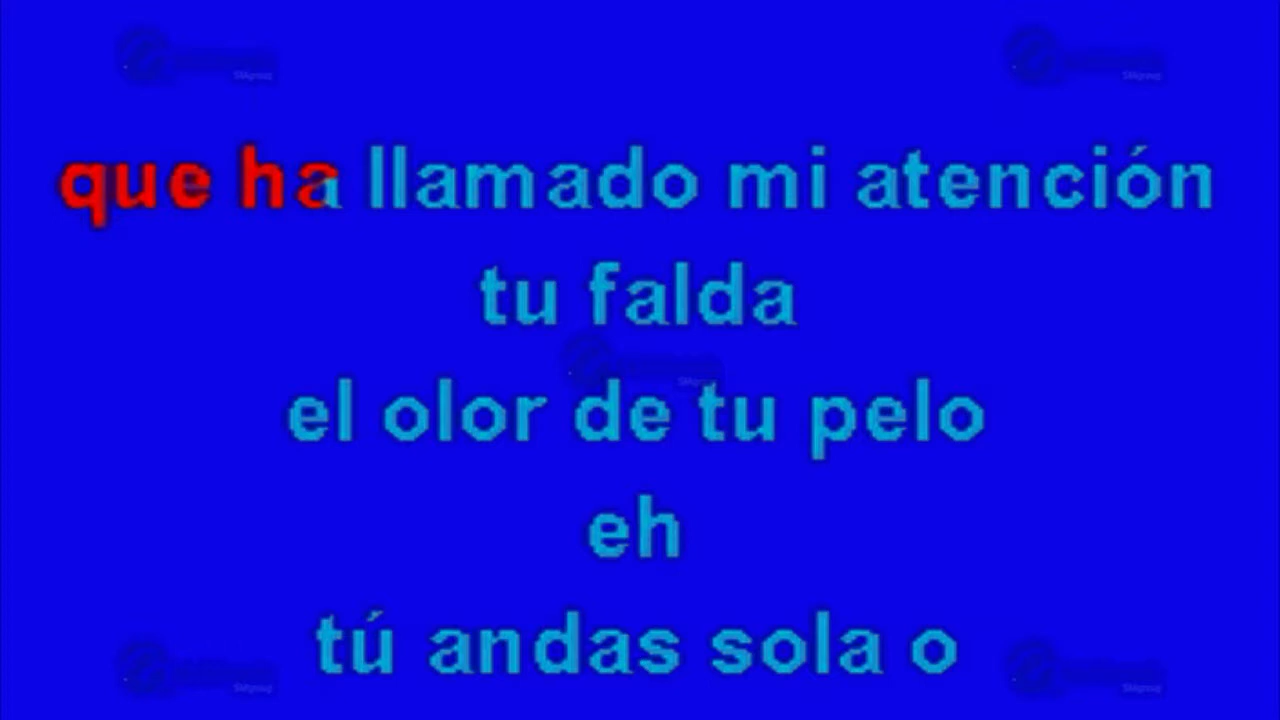 que ha llamado mi atención
tu falda
el olor de tu pelo
eh
tú andas sola o